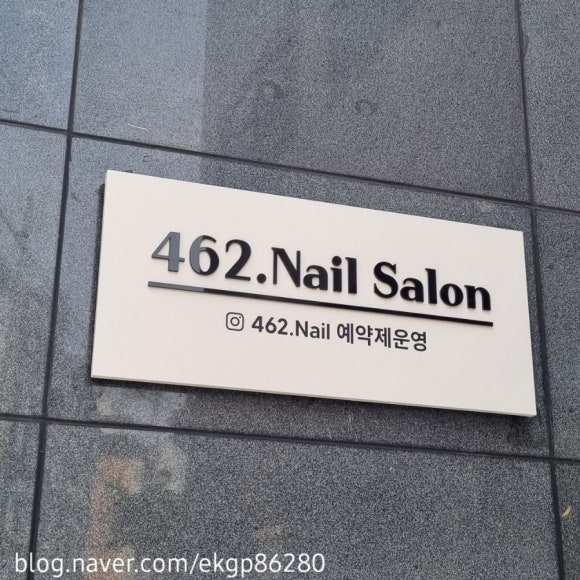 462.Nail Salon
462.Nail 예약제운영
blog.naver.com/ekgp86280